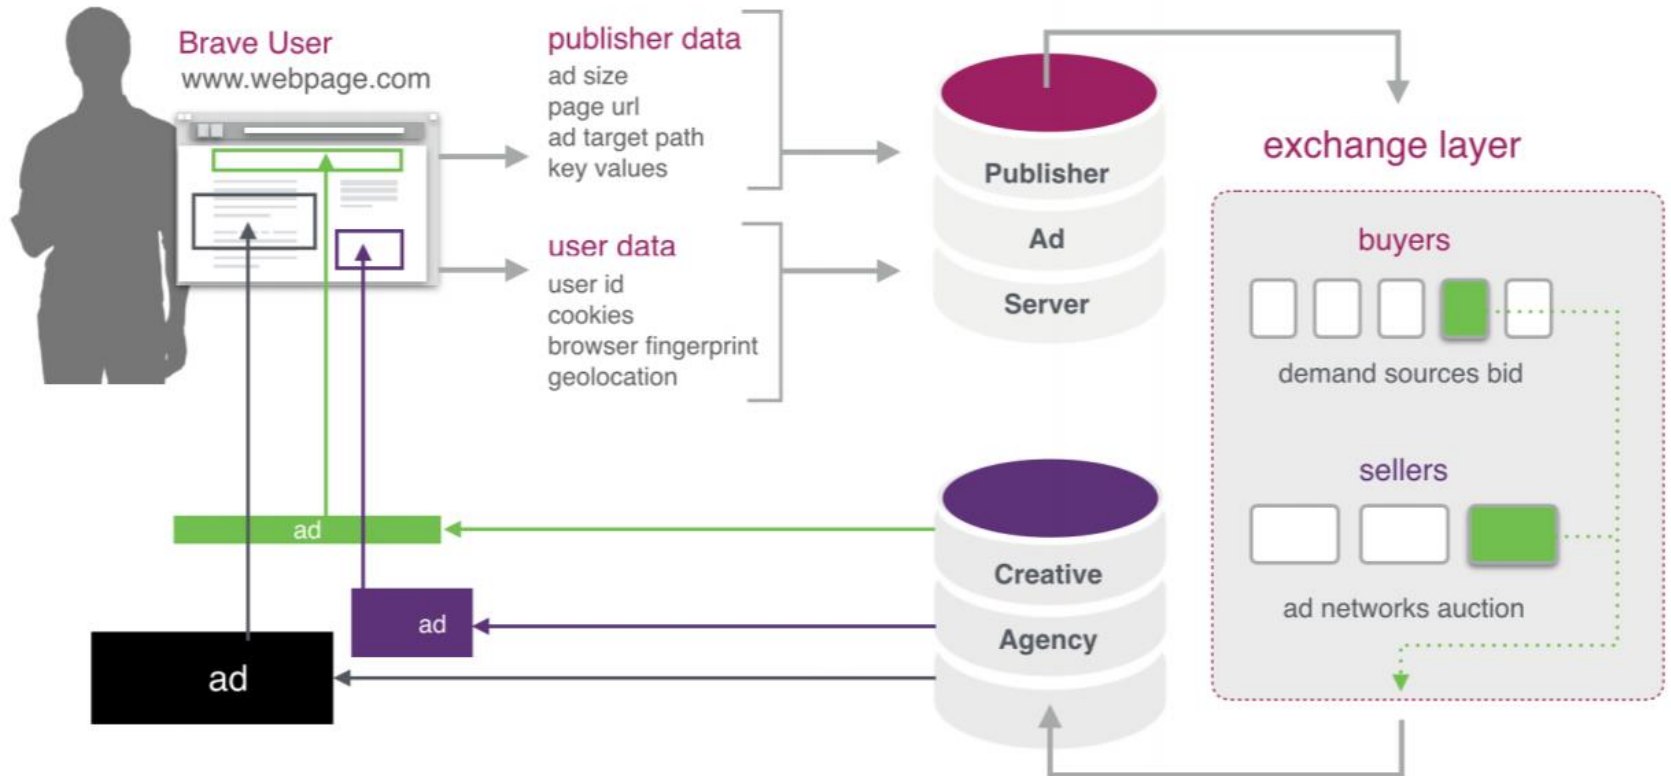 Brave User
www.webpage.com
publisher data
ad size
page url
ad target path
key values
user data
user id
cookies
browser fingerprint
geolocation
Publisher
Ad
Server
exchange layer
buyers
demand sources bid
sellers
ad networks auction
Creative
Agency
ad
ad
ad